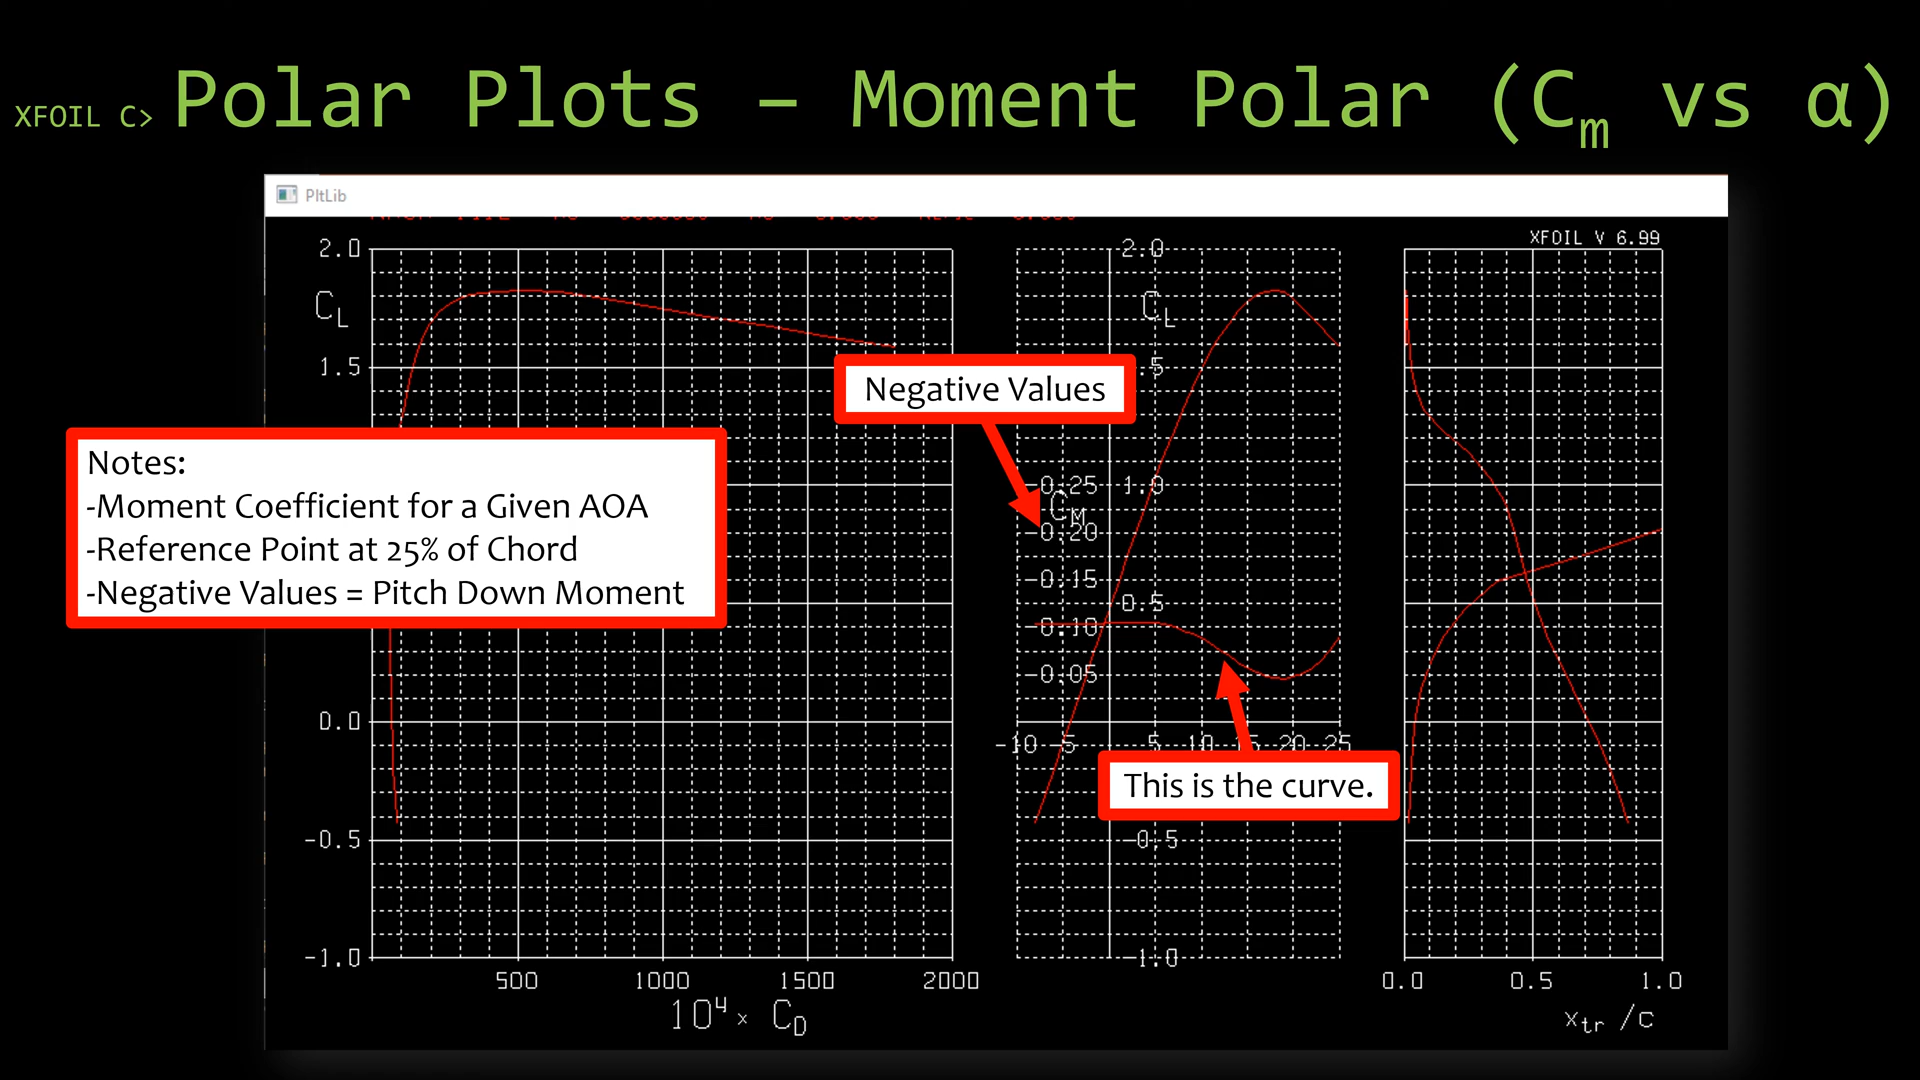 XFOIL C> Polar Plots – Moment Polar (Cm vs α)
PltLib
XFOIL V 6.99
2.0
CL
1.5
0.0
-0.5
-1.0
500 1000 1500 2000
10⁴ x CD
Notes:
-Moment Coefficient for a Given AOA
-Reference Point at 25% of Chord
-Negative Values = Pitch Down Moment
Negative Values
2.0
CL
.5
1.0
0.5
-0.25
CM
-0.20
-0.15
-0.10
-0.05
-10 -5 5 10 15 20 25
This is the curve.
-0.5
-1.0
0.0 0.5 1.0
xtr /c